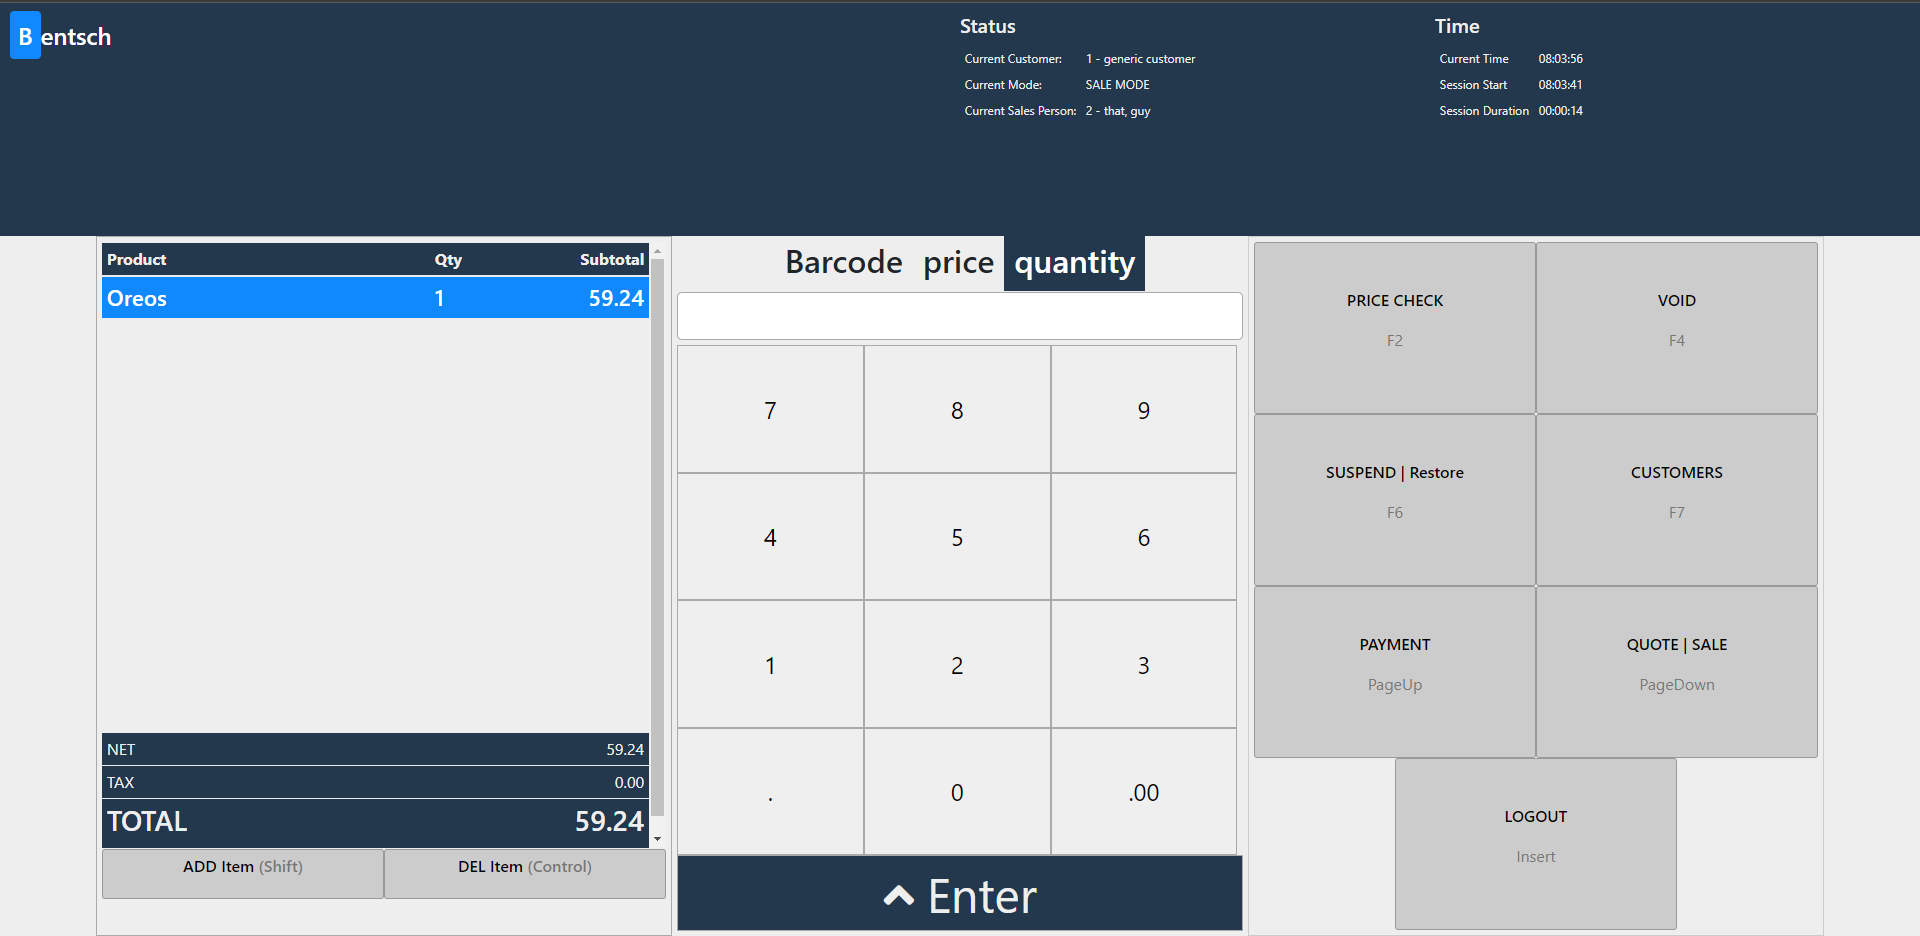 Bentsch
Status
Current Customer: 1 - generic customer
Current Mode: SALE MODE
Current Sales Person: 2 - that, guy
Time
Current Time 08:03:56
Session Start 08:03:41
Session Duration 00:00:14
Product Qty Subtotal
Oreos 1 59.24
NET 59.24
TAX 0.00
TOTAL 59.24
ADD Item (Shift) DEL Item (Control)
Barcode price quantity
7 8 9
4 5 6
1 2 3
. 0 .00
Enter
PRICE CHECK
F2
VOID
F4
SUSPEND | Restore
F6
CUSTOMERS
F7
PAYMENT
PageUp
QUOTE | SALE
PageDown
LOGOUT
Insert